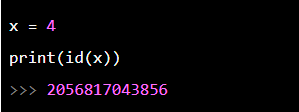 x = 4
print(id(x))
>>> 2056817043856